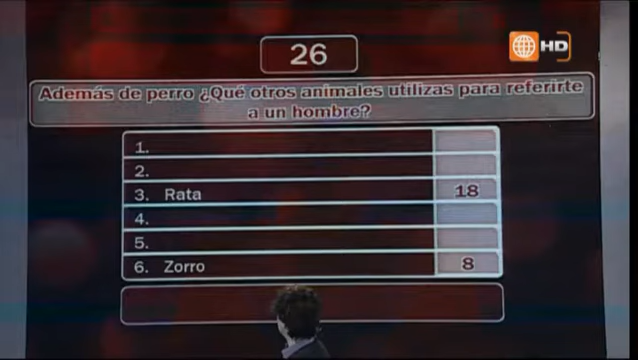 26
HD
Además de perro ¿Qué otros animales utilizas para referirte
a un hombre?
1.
2.
3. Rata 18
4.
5.
6. Zorro 8